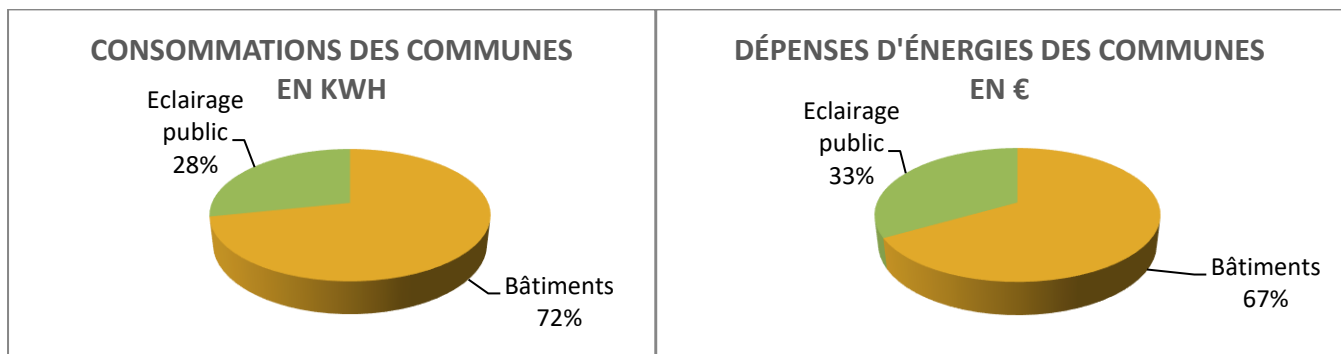 CONSOMMATIONS DES COMMUNES
EN KWH
Eclairage
public
28%
Bâtiments
72%
DÉPENSES D'ÉNERGIES DES COMMUNES
EN €
Eclairage
public
33%
Bâtiments
67%